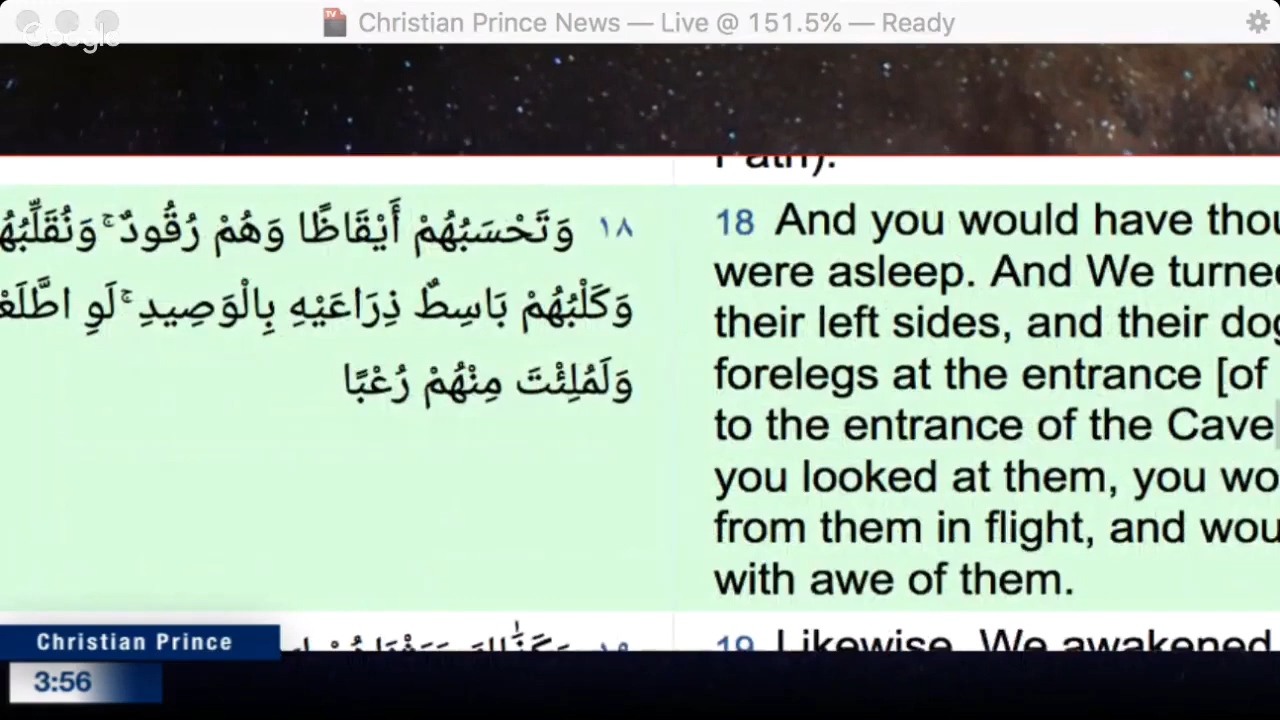 Christian Prince News — Live @ 151.5% — Ready
Google
Path).
١٨ وَتَحْسَبُهُمْ أَيْقَاظًا وَهُمْ رُقُودٌ ۚ وَنُقَلِّبُهُ
وَكَلْبُهُمْ بَاسِطٌ ذِرَاعَيْهِ بِالْوَصِيدِ ۚ لَوِ اطَّلَعْ
وَلَمُلِئْتَ مِنْهُمْ رُعْبًا
18 And you would have thou
were asleep. And We turned
their left sides, and their dog
forelegs at the entrance [of
to the entrance of the Cave
you looked at them, you wo
from them in flight, and wou
with awe of them.
19 Likewise, We awakened
Christian Prince
3:56